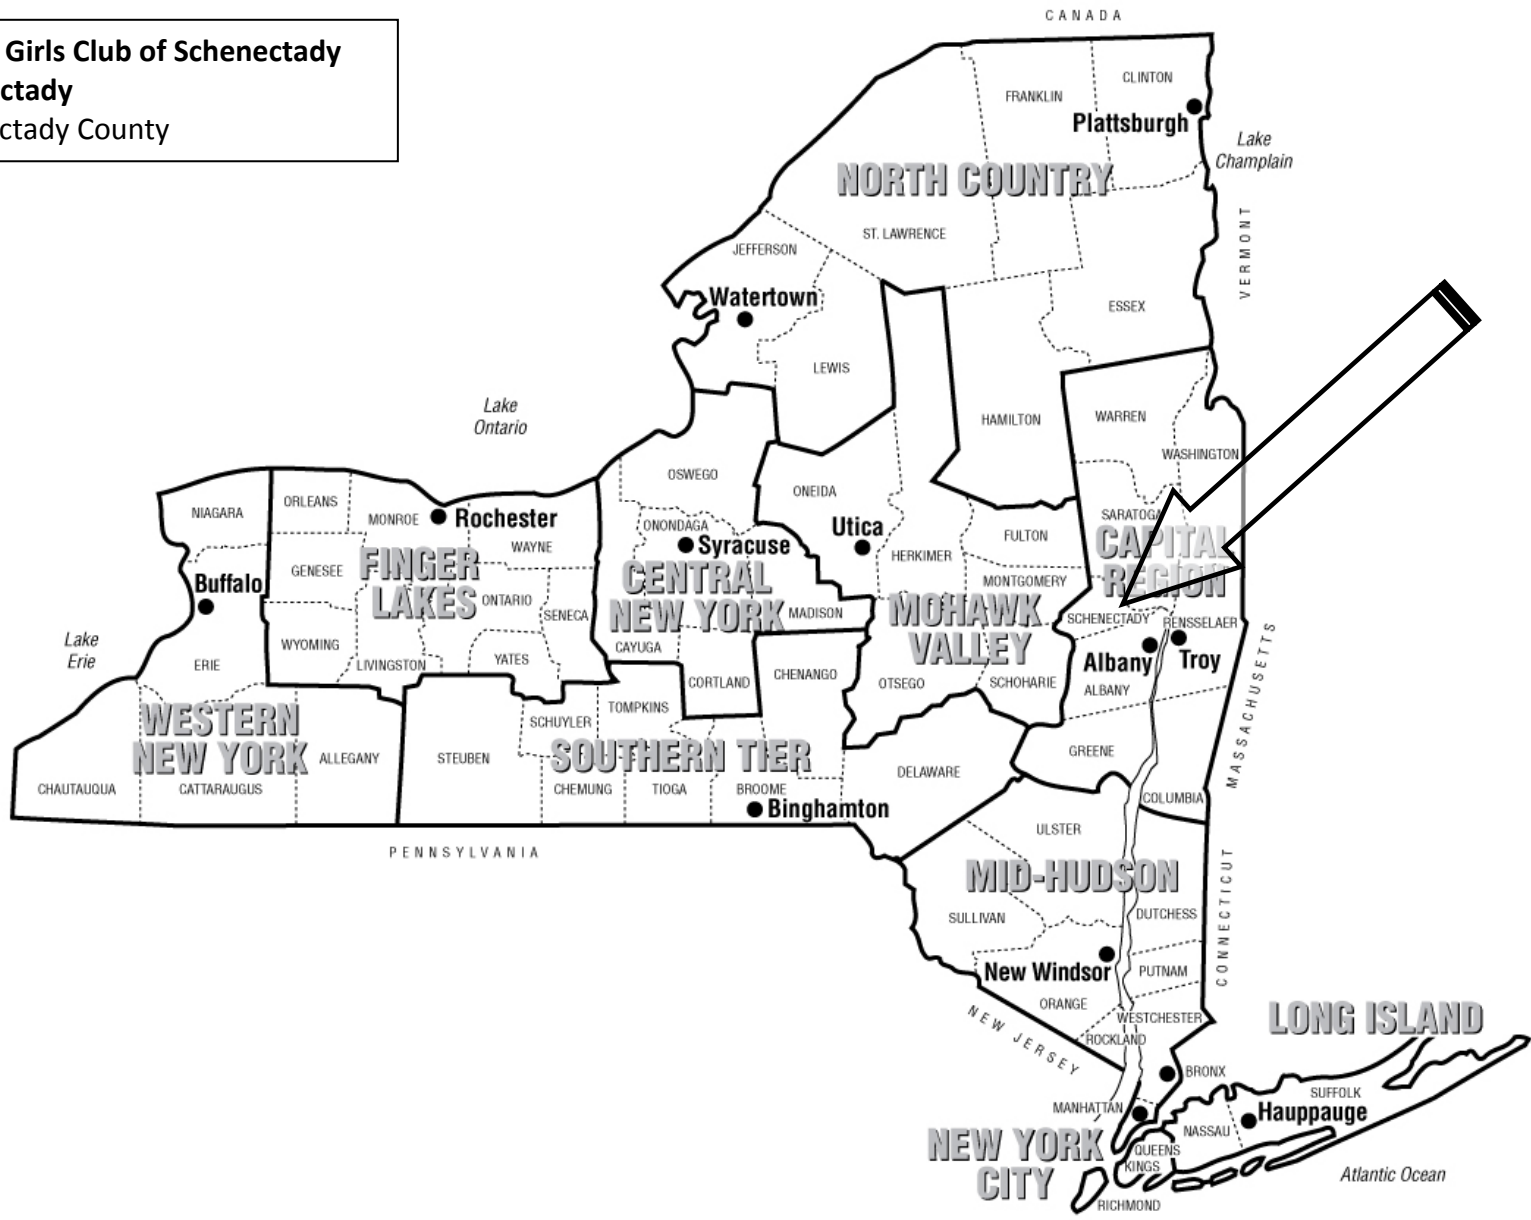 Girls Club of Schenectady
ctady
ctady County
CANADA
CLINTON
FRANKLIN
Plattsburgh
Lake
Champlain
NORTH COUNTRY
VERMONT
ST. LAWRENCE
JEFFERSON
Watertown
ESSEX
LEWIS
Lake
Ontario
HAMILTON
WARREN
WASHINGTON
OSWEGO
ONEIDA
NIAGARA
ORLEANS
MONROE
Rochester
WAYNE
ONONDAGA
Syracuse
Utica
HERKIMER
FULTON
SARATOGA
CAPITAL
REGION
GENESEE
FINGER
LAKES
ONTARIO
SENECA
CENTRAL
NEW YORK
MADISON
MONTGOMERY
MOHAWK
VALLEY
SCHENECTADY
RENSSELAER
Buffalo
Lake
Erie
ERIE
WYOMING
LIVINGSTON
YATES
CAYUGA
CORTLAND
CHENANGO
OTSEGO
SCHOHARIE
Albany
Troy
ALBANY
MASSACHUSETTS
WESTERN
NEW YORK
ALLEGANY
STEUBEN
SCHUYLER
TOMPKINS
SOUTHERN TIER
CHAUTAUQUA
CATTARAUGUS
CHEMUNG
TIOGA
BROOME
Binghamton
DELAWARE
GREENE
COLUMBIA
PENNSYLVANIA
ULSTER
MID-HUDSON
SULLIVAN
DUTCHESS
CONNECTICUT
New Windsor
PUTNAM
ORANGE
WESTCHESTER
ROCKLAND
NEW JERSEY
LONG ISLAND
BRONX
SUFFOLK
MANHATTAN
Hauppauge
NASSAU
NEW YORK
CITY
QUEENS
KINGS
RICHMOND
Atlantic Ocean